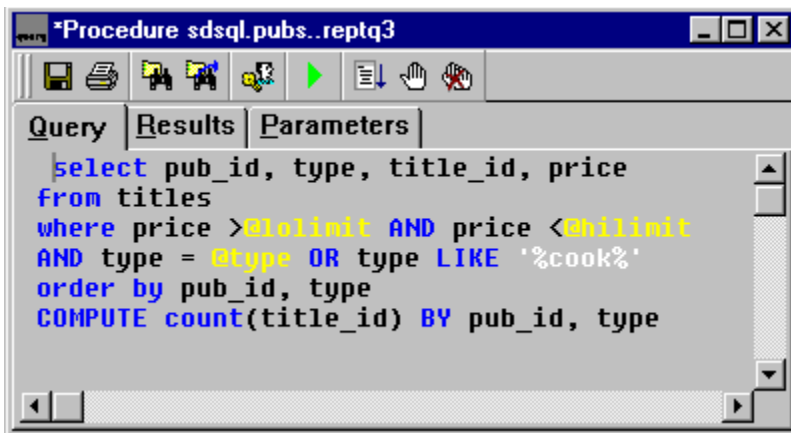 *Procedure sdsql.pubs..reptq3
Query Results Parameters
select pub_id, type, title_id, price
from titles
where price >@lolimit AND price <@hilimit
AND type = @type OR type LIKE '%cook%'
order by pub_id, type
COMPUTE count(title_id) BY pub_id, type